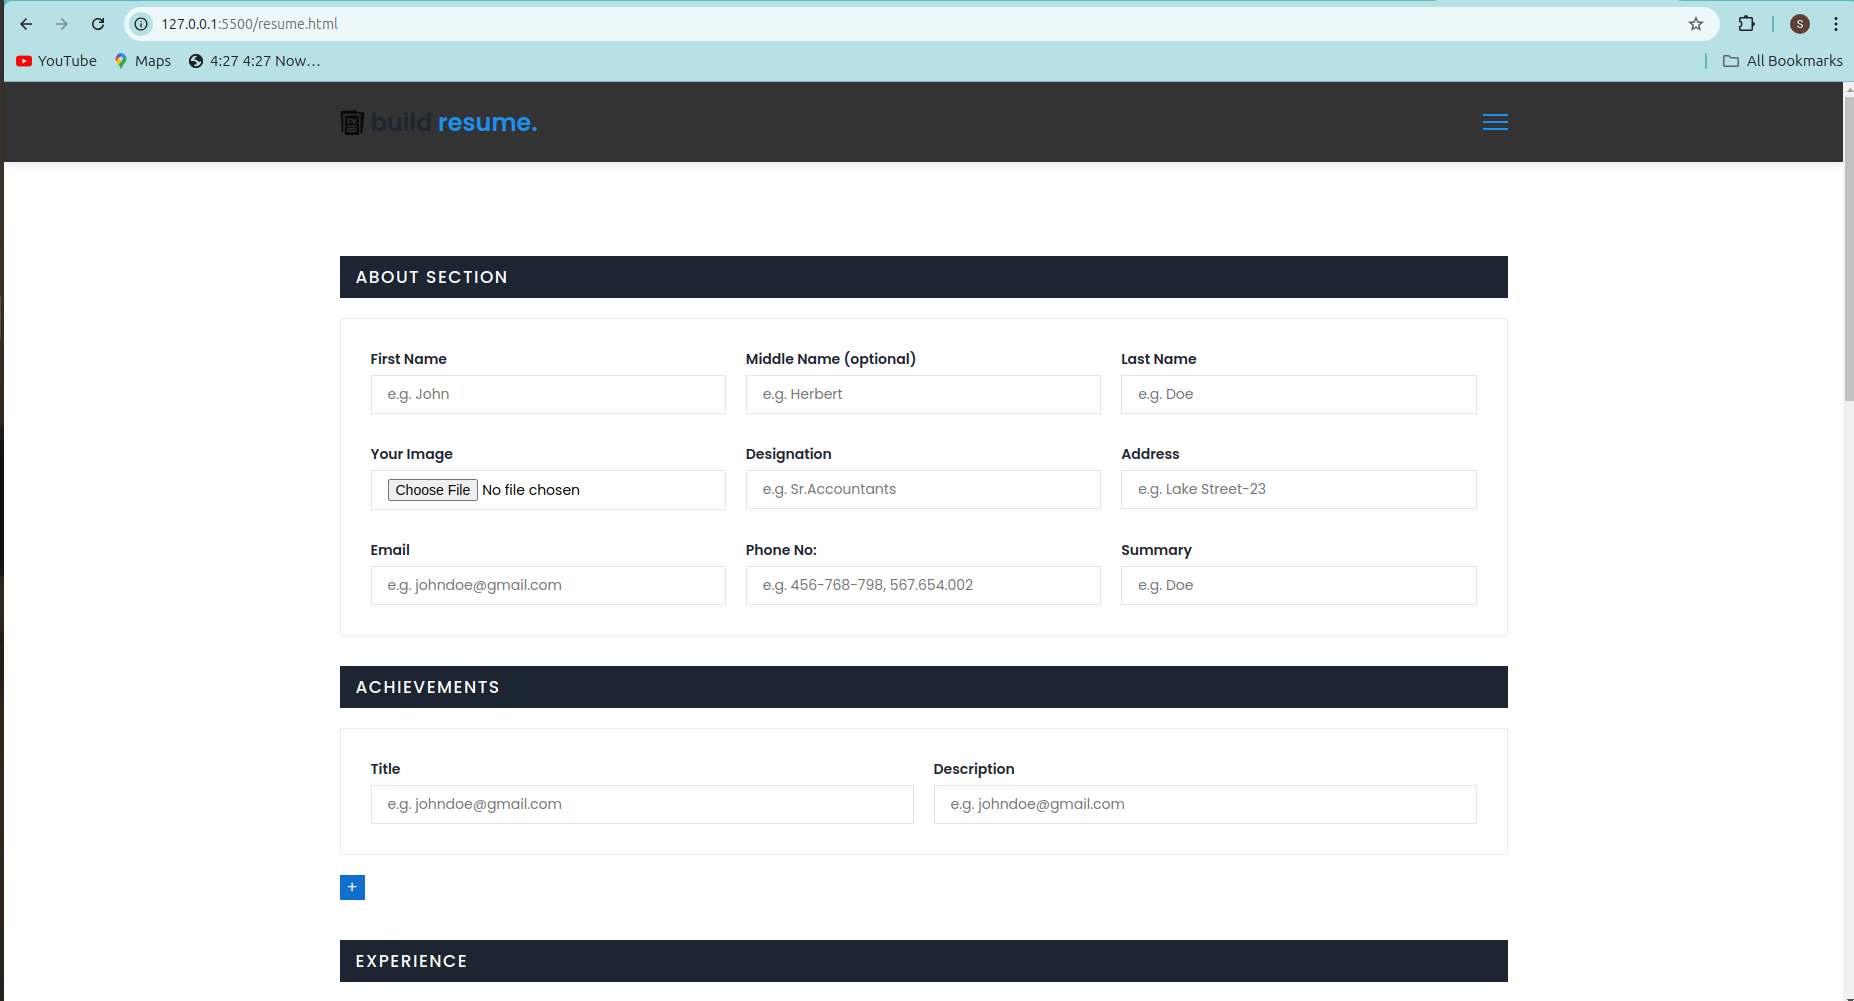 127.0.0.1:5500/resume.html
S
YouTube Maps 4:27 4:27 Now… All Bookmarks
CV build resume.
ABOUT SECTION
First Name Middle Name (optional) Last Name
e.g. John e.g. Herbert e.g. Doe
Your Image Designation Address
Choose File No file chosen e.g. Sr.Accountants e.g. Lake Street-23
Email Phone No: Summary
e.g. johndoe@gmail.com e.g. 456-768-798, 567.654.002 e.g. Doe
ACHIEVEMENTS
Title Description
e.g. johndoe@gmail.com e.g. johndoe@gmail.com
+
EXPERIENCE